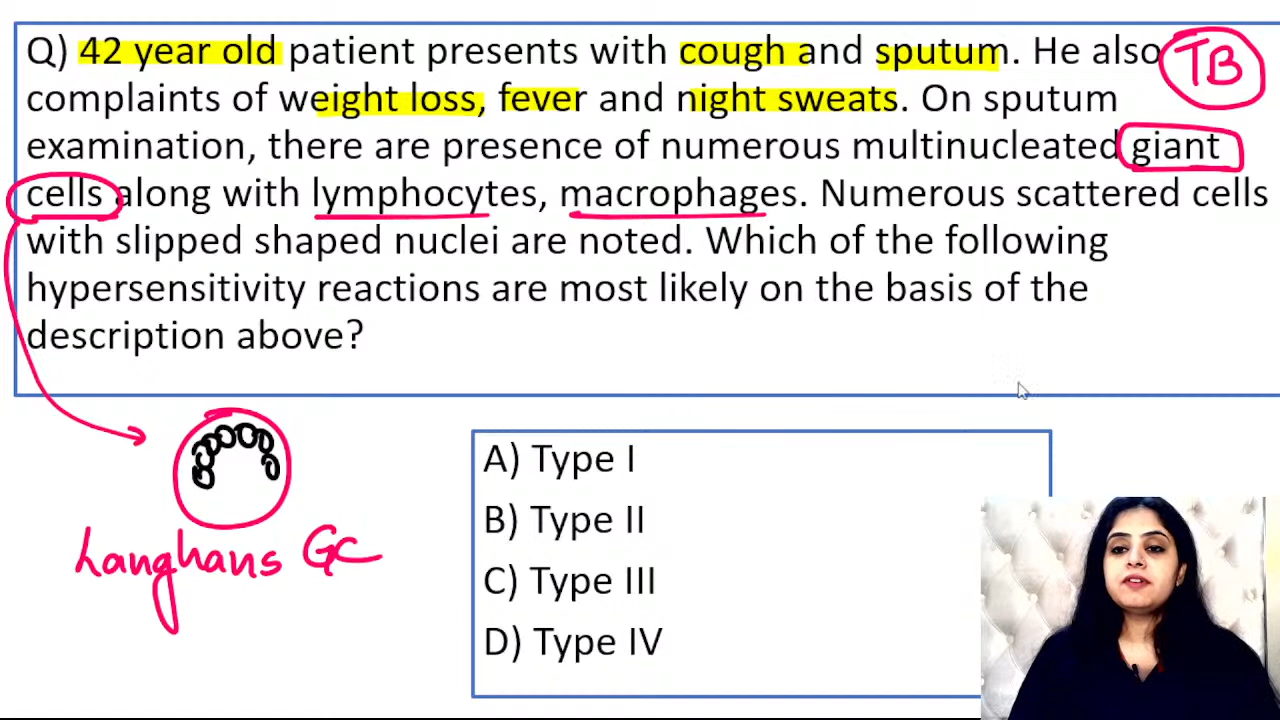 Q) 42 year old patient presents with cough and sputum. He also
TB
complaints of weight loss, fever and night sweats. On sputum
examination, there are presence of numerous multinucleated giant
cells along with lymphocytes, macrophages. Numerous scattered cells
with slipped shaped nuclei are noted. Which of the following
hypersensitivity reactions are most likely on the basis of the
description above?
Langhans GC
A) Type I
B) Type II
C) Type III
D) Type IV